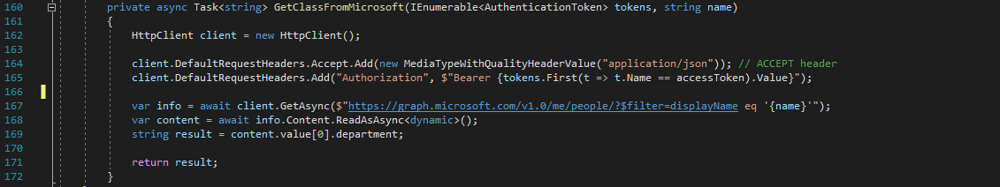 160 private async Task<string> GetClassFromMicrosoft(IEnumerable<AuthenticationToken> tokens, string name)
161 {
162 HttpClient client = new HttpClient();
163
164 client.DefaultRequestHeaders.Accept.Add(new MediaTypeWithQualityHeaderValue("application/json")); // ACCEPT header
165 client.DefaultRequestHeaders.Add("Authorization", $"Bearer {tokens.First(t => t.Name == accessToken).Value}");
166
167 var info = await client.GetAsync($"https://graph.microsoft.com/v1.0/me/people/?$filter=displayName eq '{name}'");
168 var content = await info.Content.ReadAsAsync<dynamic>();
169 string result = content.value[0].department;
170
171 return result;
172 }